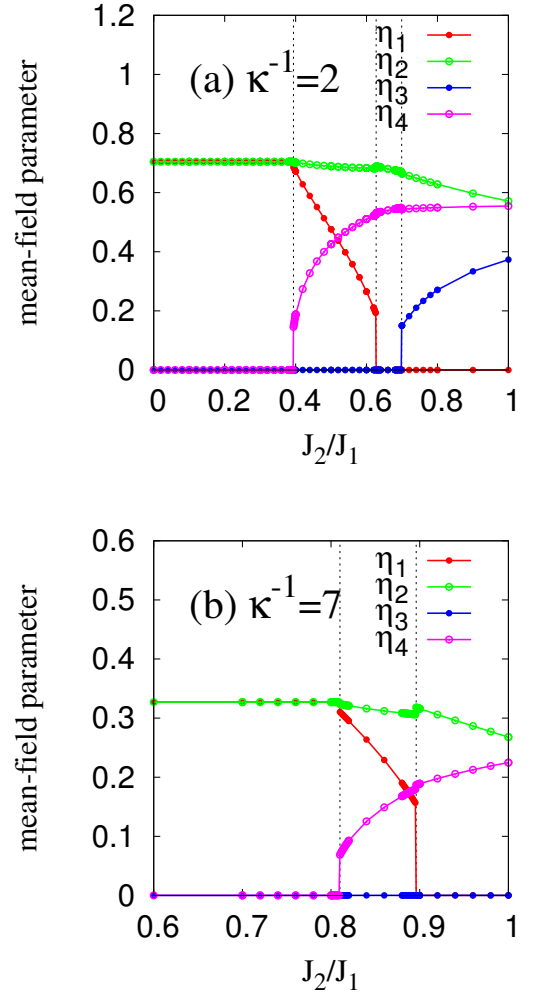 mean-field parameter
1.2
1
0.8
0.6
0.4
0.2
0
(a) κ⁻¹=2
η₁
η₂
η₃
η₄
0 0.2 0.4 0.6 0.8 1
J₂/J₁
mean-field parameter
0.6
0.5
0.4
0.3
0.2
0.1
0
(b) κ⁻¹=7
η₁
η₂
η₃
η₄
0.6 0.7 0.8 0.9 1
J₂/J₁